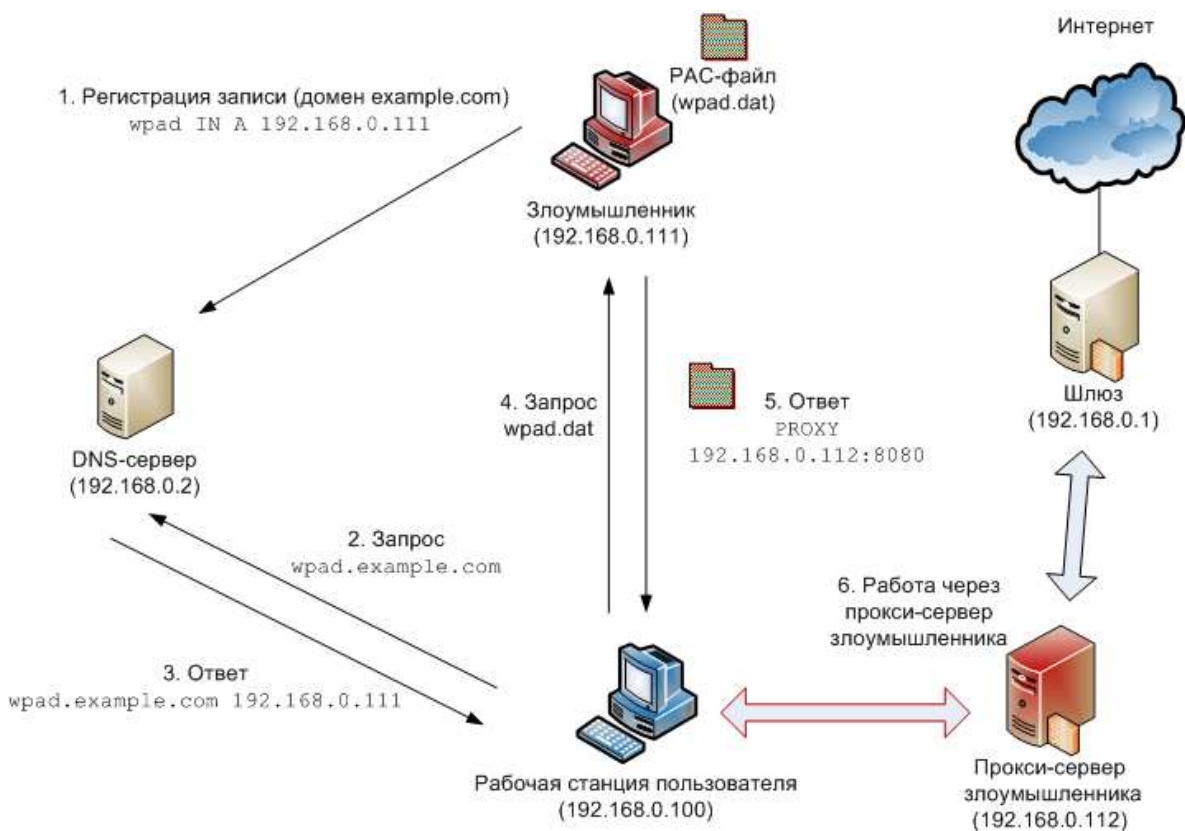 Интернет
PAC-файл
(wpad.dat)
1. Регистрация записи (домен example.com)
wpad IN A 192.168.0.111
Злоумышленник
(192.168.0.111)
Шлюз
(192.168.0.1)
4. Запрос
wpad.dat
5. Ответ
PROXY
192.168.0.112:8080
DNS-сервер
(192.168.0.2)
2. Запрос
wpad.example.com
6. Работа через
прокси-сервер
злоумышленника
3. Ответ
wpad.example.com 192.168.0.111
Рабочая станция пользователя
(192.168.0.100)
Прокси-сервер
злоумышленника
(192.168.0.112)